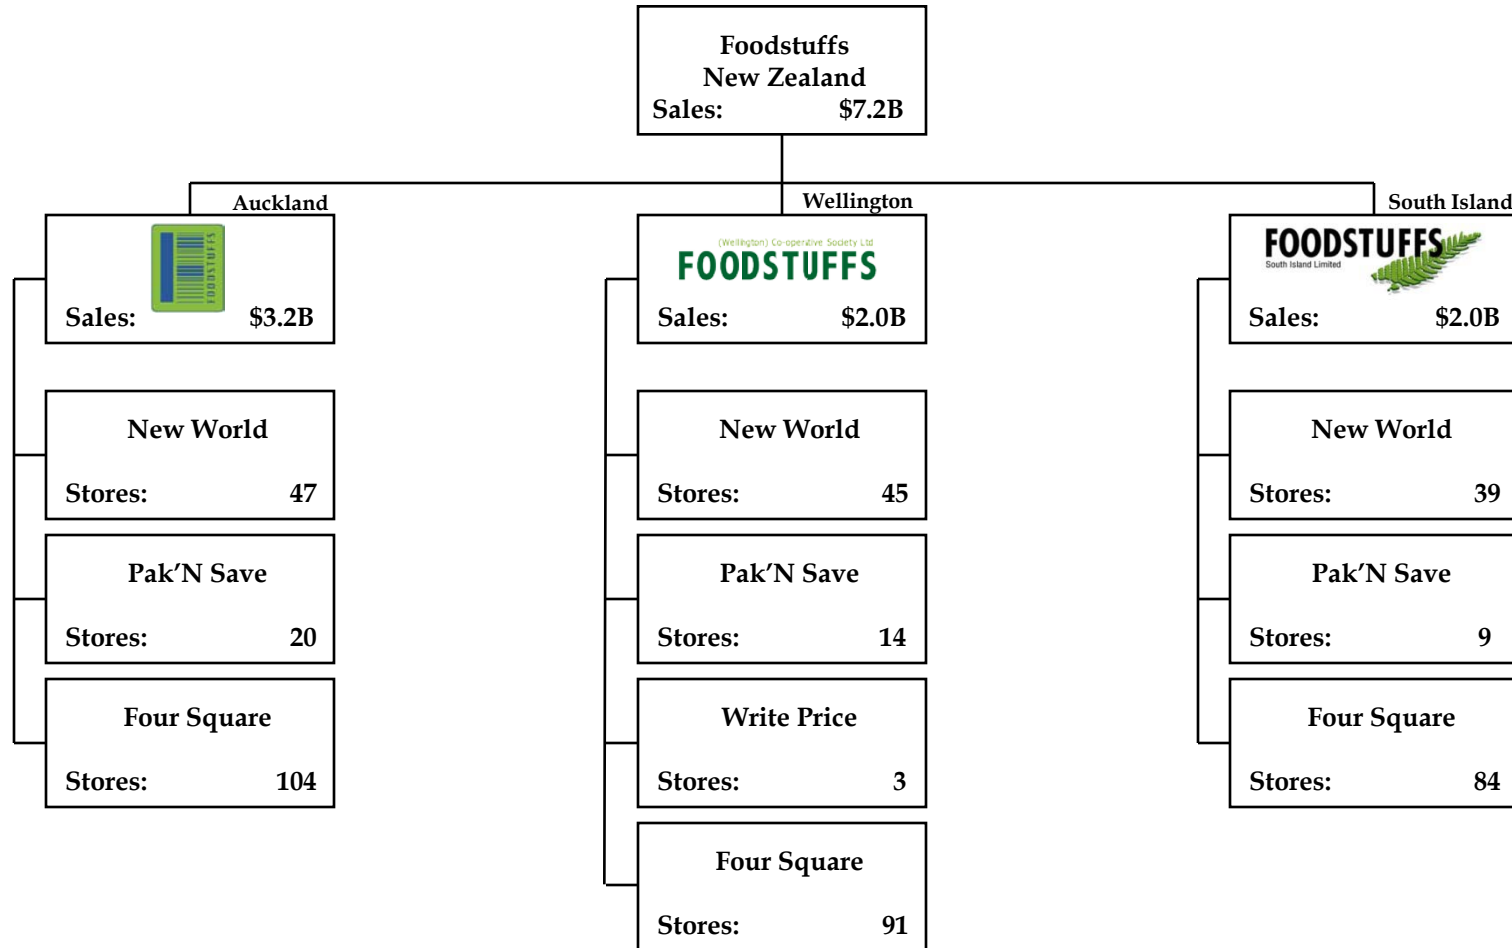 Foodstuffs
New Zealand
Sales: $7.2B
Auckland
FOODSTUFFS
Sales: $3.2B
New World
Stores: 47
Pak’N Save
Stores: 20
Four Square
Stores: 104
Wellington
(Wellington) Co-operative Society Ltd
FOODSTUFFS
Sales: $2.0B
New World
Stores: 45
Pak’N Save
Stores: 14
Write Price
Stores: 3
Four Square
Stores: 91
South Island
FOODSTUFFS
South Island Limited
Sales: $2.0B
New World
Stores: 39
Pak’N Save
Stores: 9
Four Square
Stores: 84